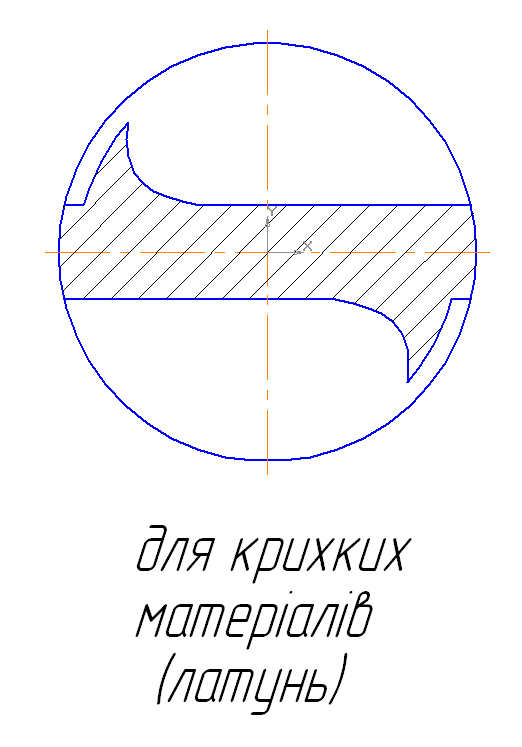 Y
X
для крихких
матеріалів
(латунь)